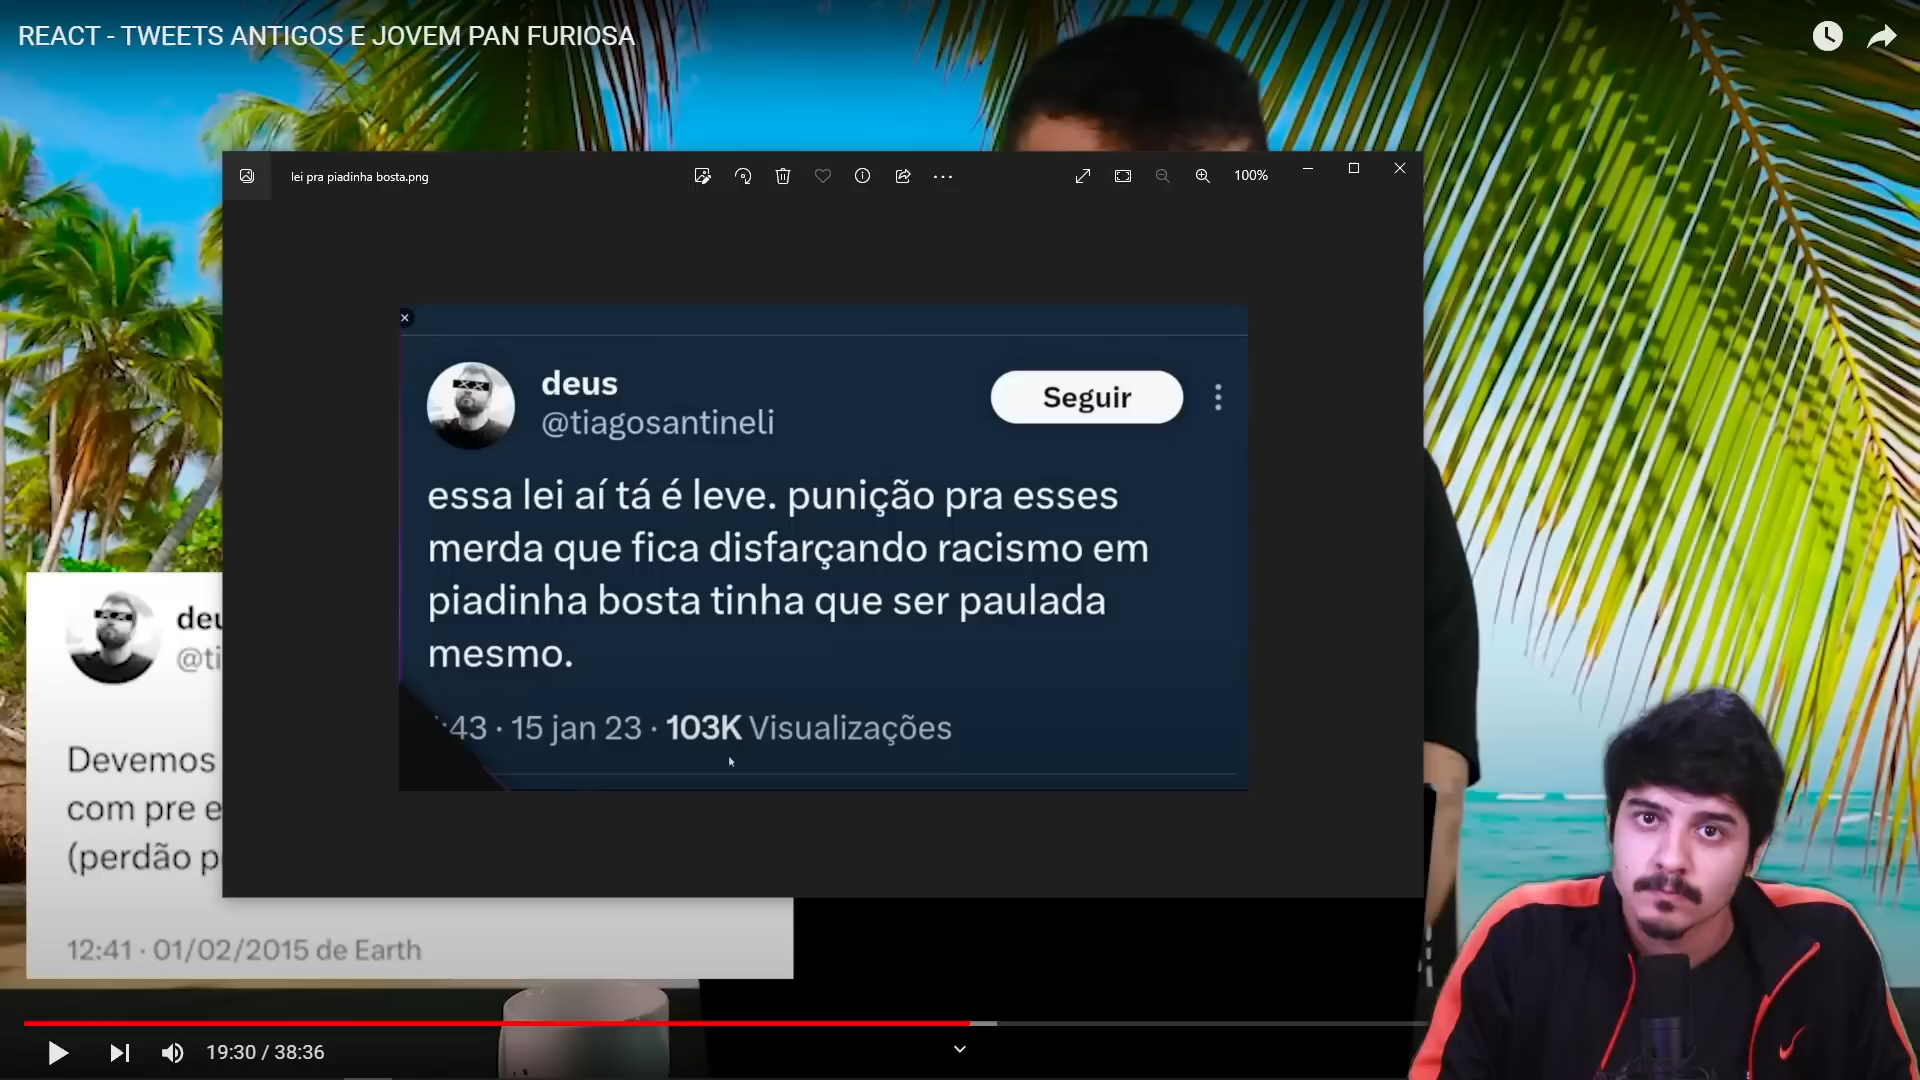 REACT - TWEETS ANTIGOS E JOVEM PAN FURIOSA
lei pra piadinha bosta.png
100%
deus
@tiagosantineli
Seguir
essa lei aí tá é leve. punição pra esses
merda que fica disfarçando racismo em
piadinha bosta tinha que ser paulada
mesmo.
:43 · 15 jan 23 · 103K Visualizações
deu
@ti
Devemos
com pre e
(perdão p
12:41 · 01/02/2015 de Earth
19:30 / 38:36